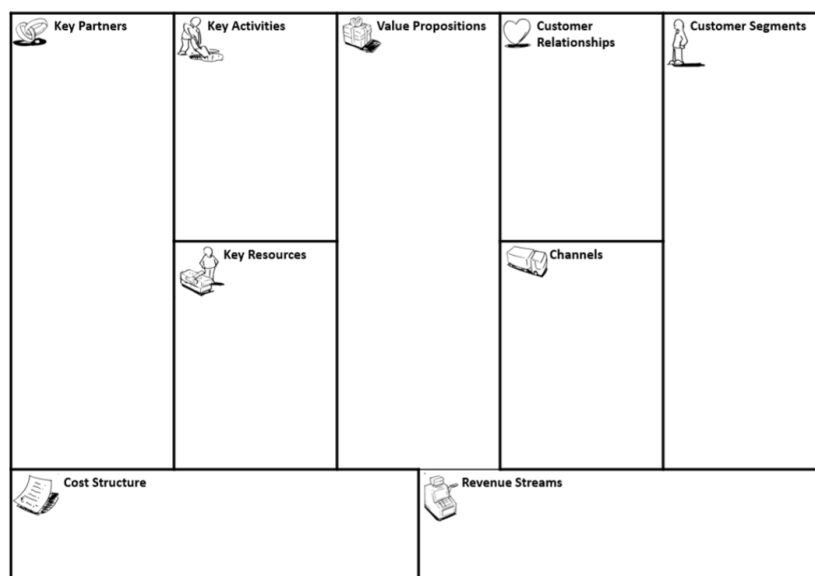 Key Partners
Key Activities
Value Propositions
Customer
Relationships
Customer Segments
Key Resources
Channels
Cost Structure
Revenue Streams